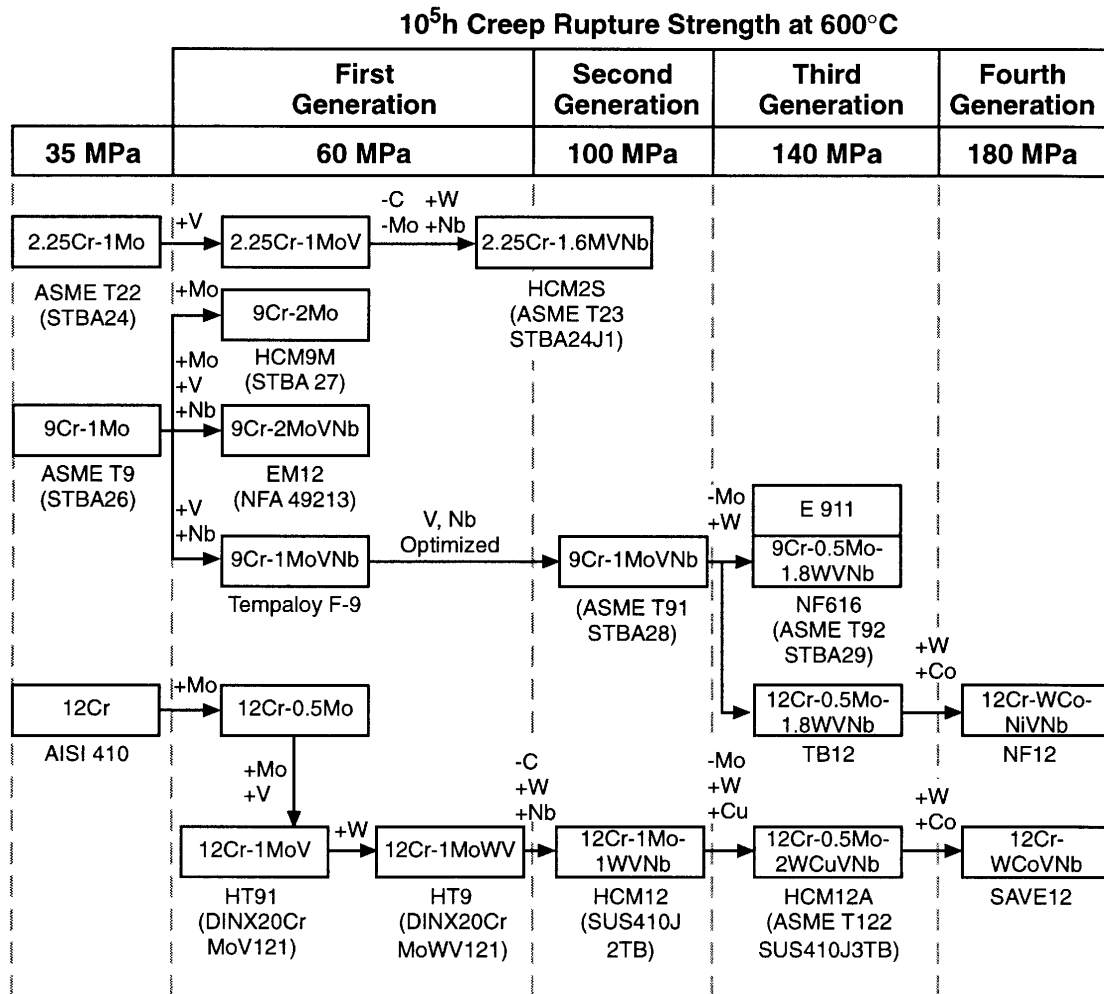 10⁵h Creep Rupture Strength at 600°C
First
Generation
Second
Generation
Third
Generation
Fourth
Generation
35 MPa
60 MPa
100 MPa
140 MPa
180 MPa
2.25Cr-1Mo
ASME T22
(STBA24)
+V
2.25Cr-1MoV
-C +W
-Mo +Nb
2.25Cr-1.6MVNb
HCM2S
(ASME T23
STBA24J1)
+Mo
9Cr-2Mo
HCM9M
(STBA 27)
+Mo
+V
+Nb
9Cr-1Mo
ASME T9
(STBA26)
9Cr-2MoVNb
EM12
(NFA 49213)
+V
+Nb
9Cr-1MoVNb
Tempaloy F-9
V, Nb
Optimized
9Cr-1MoVNb
(ASME T91
STBA28)
-Mo
+W
E 911
9Cr-0.5Mo-
1.8WVNb
NF616
(ASME T92
STBA29)
12Cr
AISI 410
+Mo
12Cr-0.5Mo
12Cr-0.5Mo-
1.8WVNb
TB12
+W
+Co
12Cr-WCo-
NiVNb
NF12
+Mo
+V
12Cr-1MoV
HT91
(DINX20Cr
MoV121)
+W
12Cr-1MoWV
HT9
(DINX20Cr
MoWV121)
-C
+W
+Nb
12Cr-1Mo-
1WVNb
HCM12
(SUS410J
2TB)
-Mo
+W
+Cu
12Cr-0.5Mo-
2WCuVNb
HCM12A
(ASME T122
SUS410J3TB)
+W
+Co
12Cr-
WCoVNb
SAVE12